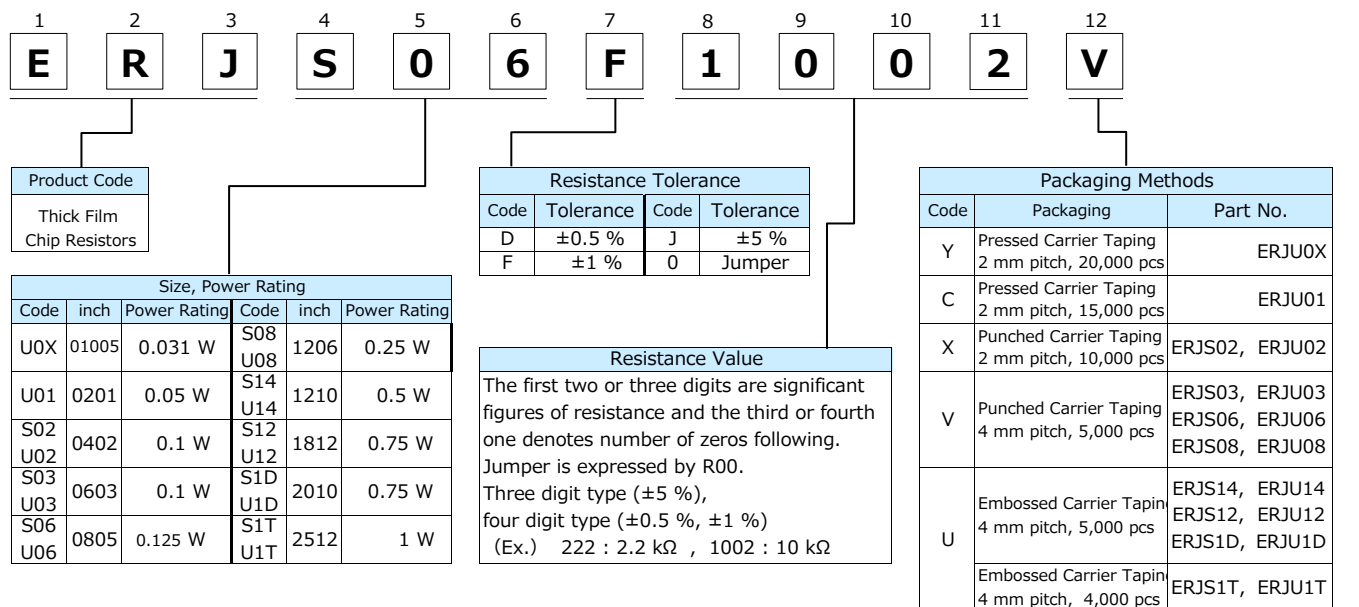 1 2 3 4 5 6 7 8 9 10 11 12
E R J S 0 6 F 1 0 0 2 V
Product Code
Thick Film
Chip Resistors
Size, Power Rating
Code inch Power Rating Code inch Power Rating
U0X 01005 0.031 W S08 U08 1206 0.25 W
U01 0201 0.05 W S14 U14 1210 0.5 W
S02 U02 0402 0.1 W S12 U12 1812 0.75 W
S03 U03 0603 0.1 W S1D U1D 2010 0.75 W
S06 U06 0805 0.125 W S1T U1T 2512 1 W
Resistance Tolerance
Code Tolerance Code Tolerance
D ±0.5 % J ±5 %
F ±1 % 0 Jumper
Resistance Value
The first two or three digits are significant
figures of resistance and the third or fourth
one denotes number of zeros following.
Jumper is expressed by R00.
Three digit type (±5 %),
four digit type (±0.5 %, ±1 %)
(Ex.) 222 : 2.2 kΩ , 1002 : 10 kΩ
Packaging Methods
Code Packaging Part No.
Y Pressed Carrier Taping
2 mm pitch, 20,000 pcs ERJU0X
C Pressed Carrier Taping
2 mm pitch, 15,000 pcs ERJU01
X Punched Carrier Taping
2 mm pitch, 10,000 pcs ERJS02, ERJU02
V Punched Carrier Taping
4 mm pitch, 5,000 pcs
ERJS03, ERJU03
ERJS06, ERJU06
ERJS08, ERJU08
U Embossed Carrier Taping
4 mm pitch, 5,000 pcs
ERJS14, ERJU14
ERJS12, ERJU12
ERJS1D, ERJU1D
Embossed Carrier Taping
4 mm pitch, 4,000 pcs ERJS1T, ERJU1T